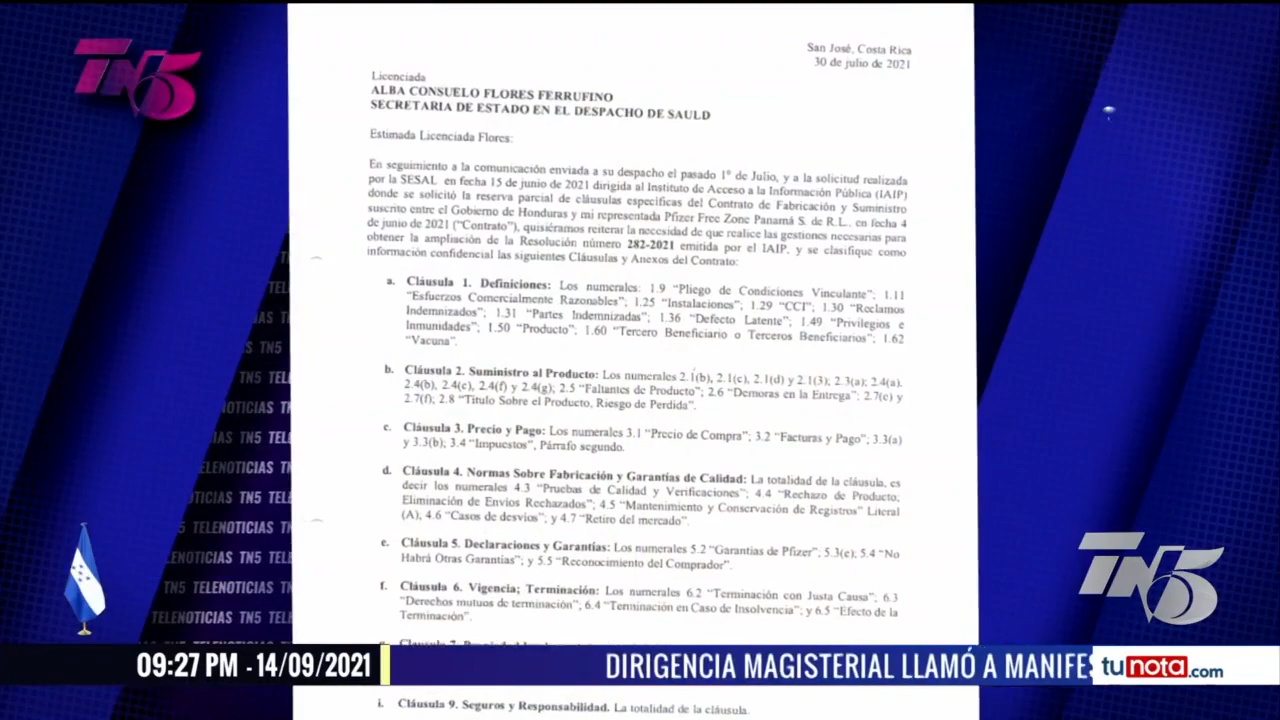 TN5
San José, Costa Rica
30 de julio de 2021
Licenciada
ALBA CONSUELO FLORES FERRUFINO
SECRETARIA DE ESTADO EN EL DESPACHO DE SAULD
Estimada Licenciada Flores:
En seguimiento a la comunicación enviada a su despacho el pasado 1° de Julio, y a la solicitud realizada
por la SESAL en fecha 15 de junio de 2021 dirigida al Instituto de Acceso a la Información Pública (IAIP)
donde se solicitó la reserva parcial de cláusulas específicas del Contrato de Fabricación y Suministro
suscrito entre el Gobierno de Honduras y mi representada Pfizer Free Zone Panamá S. de R.L., en fecha 4
de junio de 2021 ("Contrato"), quisiéramos reiterar la necesidad de que realice las gestiones necesarias para
obtener la ampliación de la Resolución número 282-2021 emitida por el IAIP, y se clasifique como
información confidencial las siguientes Cláusulas y Anexos del Contrato:
a. Cláusula 1. Definiciones: Los numerales: 1.9 "Pliego de Condiciones Vinculante"; 1.11
"Esfuerzos Comercialmente Razonables"; 1.25 "Instalaciones"; 1.29 "CCI"; 1.30 "Reclamos
Indemnizados"; 1.31 "Partes Indemnizadas"; 1.36 "Defecto Latente"; 1.49 "Privilegios e
Inmunidades"; 1.50 "Producto"; 1.60 "Tercero Beneficiario o Terceros Beneficiarios"; 1.62
"Vacuna".
b. Cláusula 2. Suministro al Producto: Los numerales 2.1(b), 2.1(c), 2.1(d) y 2.1(3); 2.3(a); 2.4(a).
2.4(b), 2.4(c), 2.4(f) y 2.4(g); 2.5 "Faltantes de Producto"; 2.6 "Demoras en la Entrega"; 2.7(e) y
2.7(f); 2.8 "Titulo Sobre el Producto, Riesgo de Perdida".
c. Cláusula 3. Precio y Pago: Los numerales 3.1 "Precio de Compra"; 3.2 "Facturas y Pago"; 3.3(a)
y 3.3(b); 3.4 "Impuestos", Párrafo segundo.
d. Cláusula 4. Normas Sobre Fabricación y Garantías de Calidad: La totalidad de la cláusula, es
decir los numerales 4.3 "Pruebas de Calidad y Verificaciones"; 4.4 "Rechazo de Producto,
Eliminación de Envíos Rechazados"; 4.5 "Mantenimiento y Conservación de Registros" Literal
(A), 4.6 "Casos de desvíos"; y 4.7 "Retiro del mercado".
e. Cláusula 5. Declaraciones y Garantías: Los numerales 5.2 "Garantías de Pfizer"; 5.3(c); 5.4 "No
Habrá Otras Garantías"; y 5.5 "Reconocimiento del Comprador".
f. Cláusula 6. Vigencia; Terminación: Los numerales 6.2 "Terminación con Justa Causa"; 6.3
"Derechos mutuos de terminación"; 6.4 "Terminación en Caso de Insolvencia"; y 6.5 "Efecto de la
Terminación".
i. Cláusula 9. Seguros y Responsabilidad. La totalidad de la cláusula.
TELENOTICIAS TN5
TN5 TELENOTICIAS
TELENOTICIAS TN5
TN5
09:27 PM - 14/09/2021
DIRIGENCIA MAGISTERIAL LLAMÓ A MANIFES
tunota.com